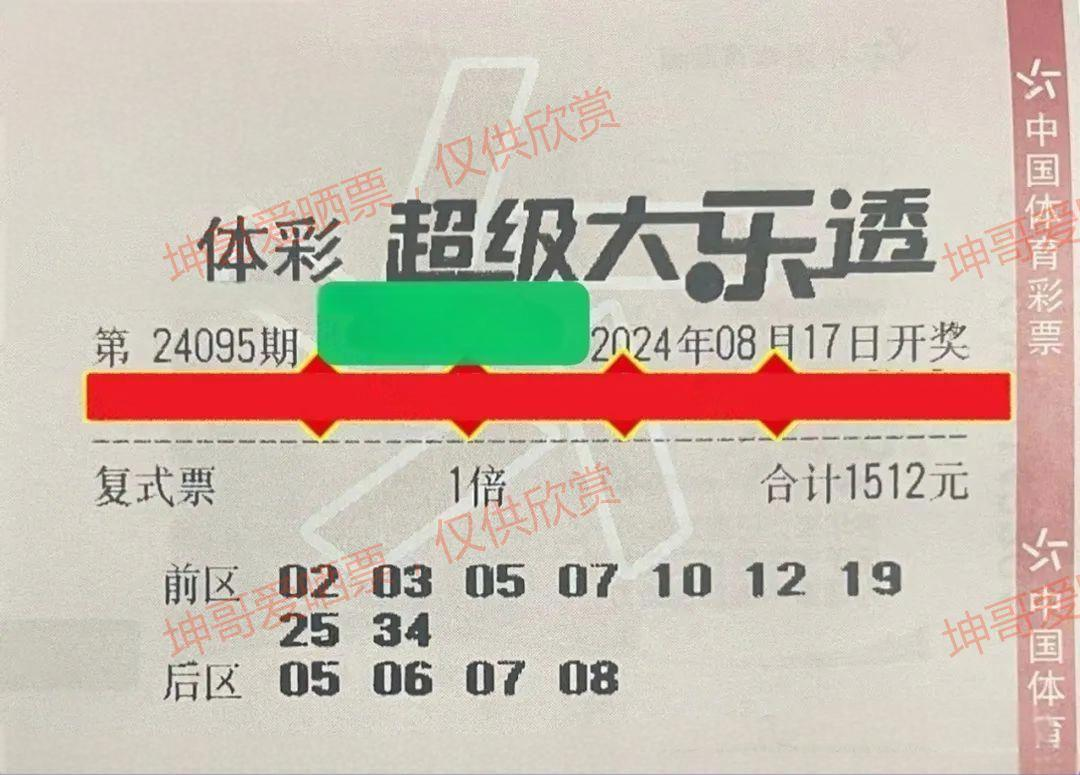 体彩 超级大乐透
第 24095期
2024年08月17日开奖
复式票 1倍 合计1512元
前区 02 03 05 07 10 12 19
25 34
后区 05 06 07 08
中国体育彩票
中国体育
坤哥爱晒票，仅供欣赏
坤哥爱晒票，仅供欣赏
坤哥
坤哥爱